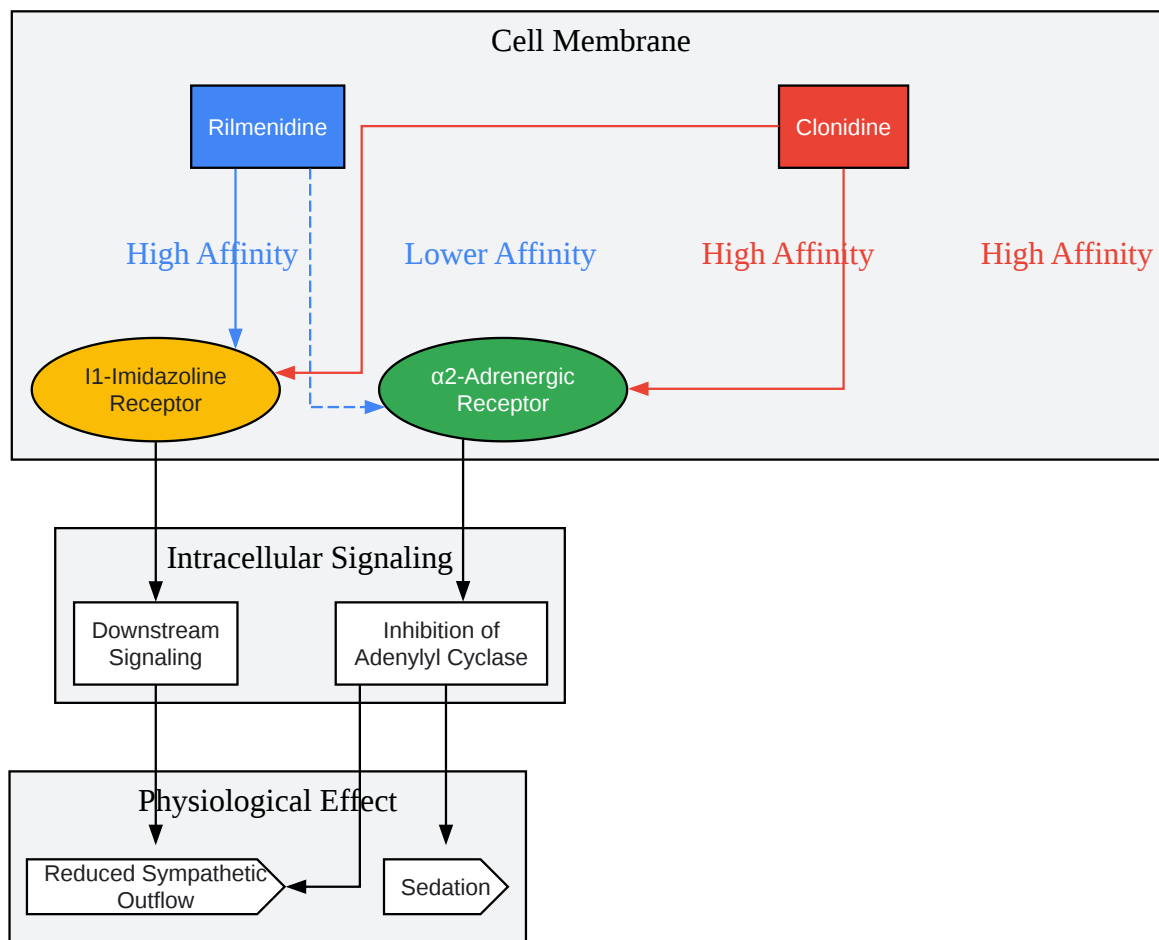 Cell Membrane
Rilmenidine
Clonidine
High Affinity
Lower Affinity
High Affinity
High Affinity
I1-Imidazoline
Receptor
α2-Adrenergic
Receptor
Intracellular Signaling
Downstream
Signaling
Inhibition of
Adenylyl Cyclase
Physiological Effect
Reduced Sympathetic
Outflow
Sedation